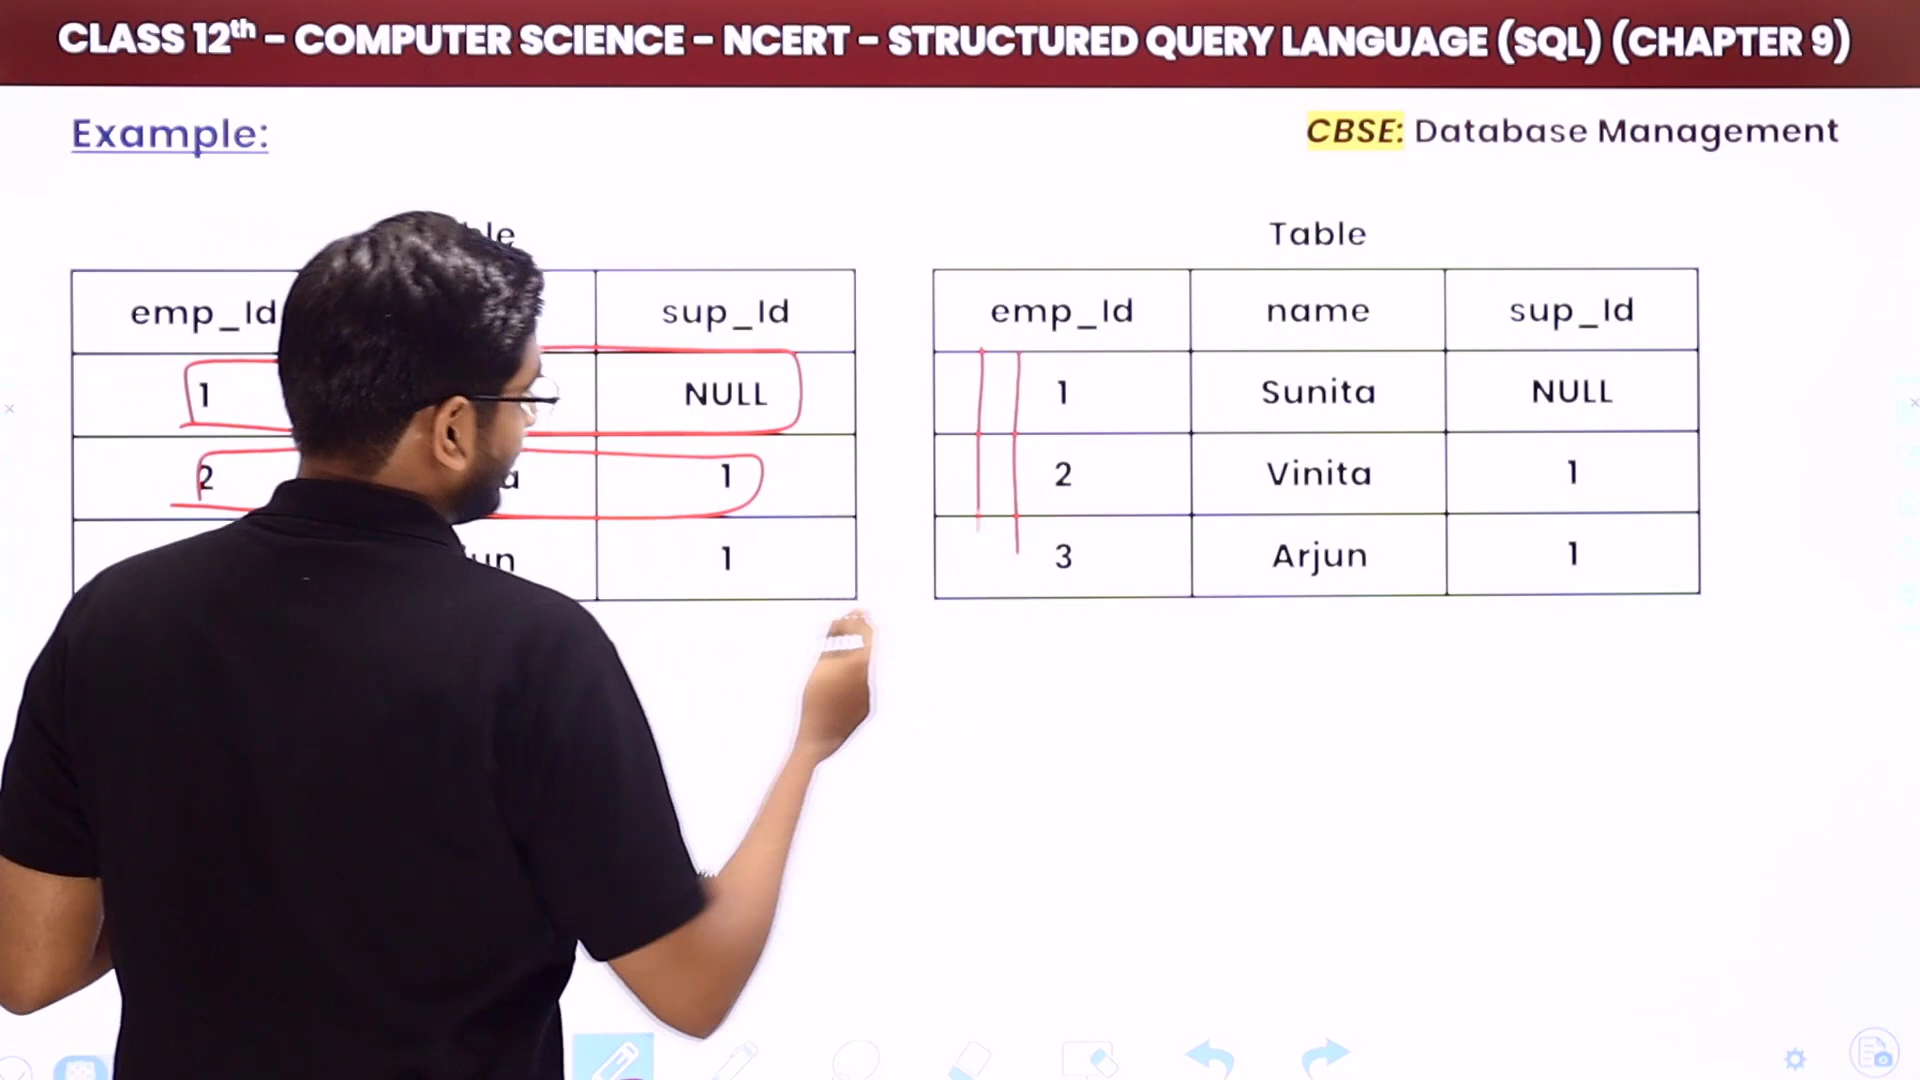 CLASS 12th - COMPUTER SCIENCE - NCERT - STRUCTURED QUERY LANGUAGE (SQL) (CHAPTER 9)
Example:
CBSE: Database Management
Table
emp_Id sup_Id
1 NULL
2 1
1
emp_Id name sup_Id
1 Sunita NULL
2 Vinita 1
3 Arjun 1